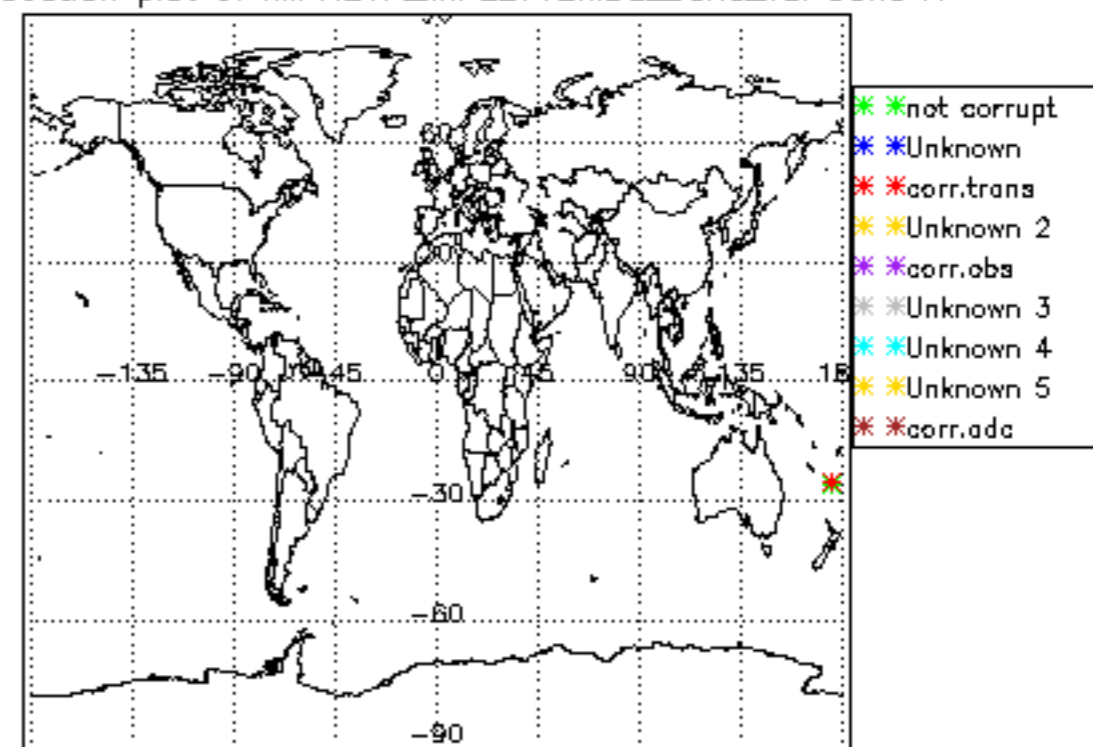 not corrupt
Unknown
corr.trans
Unknown 2
corr.obs
Unknown 3
Unknown 4
Unknown 5
corr.adc
60
-135 -90 -45 0 45 90 135
-30
-60
-90